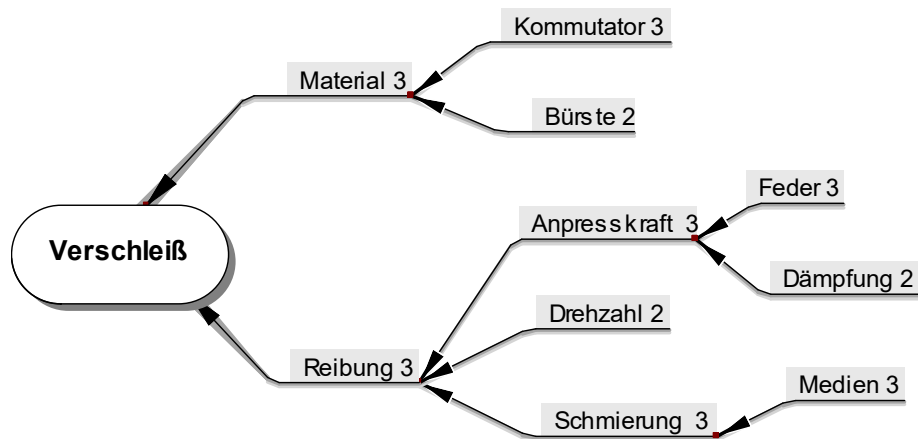 Kommutator 3
Material 3
Bürste 2
Feder 3
Anpresskraft 3
Verschleiß
Dämpfung 2
Drehzahl 2
Reibung 3
Medien 3
Schmierung 3